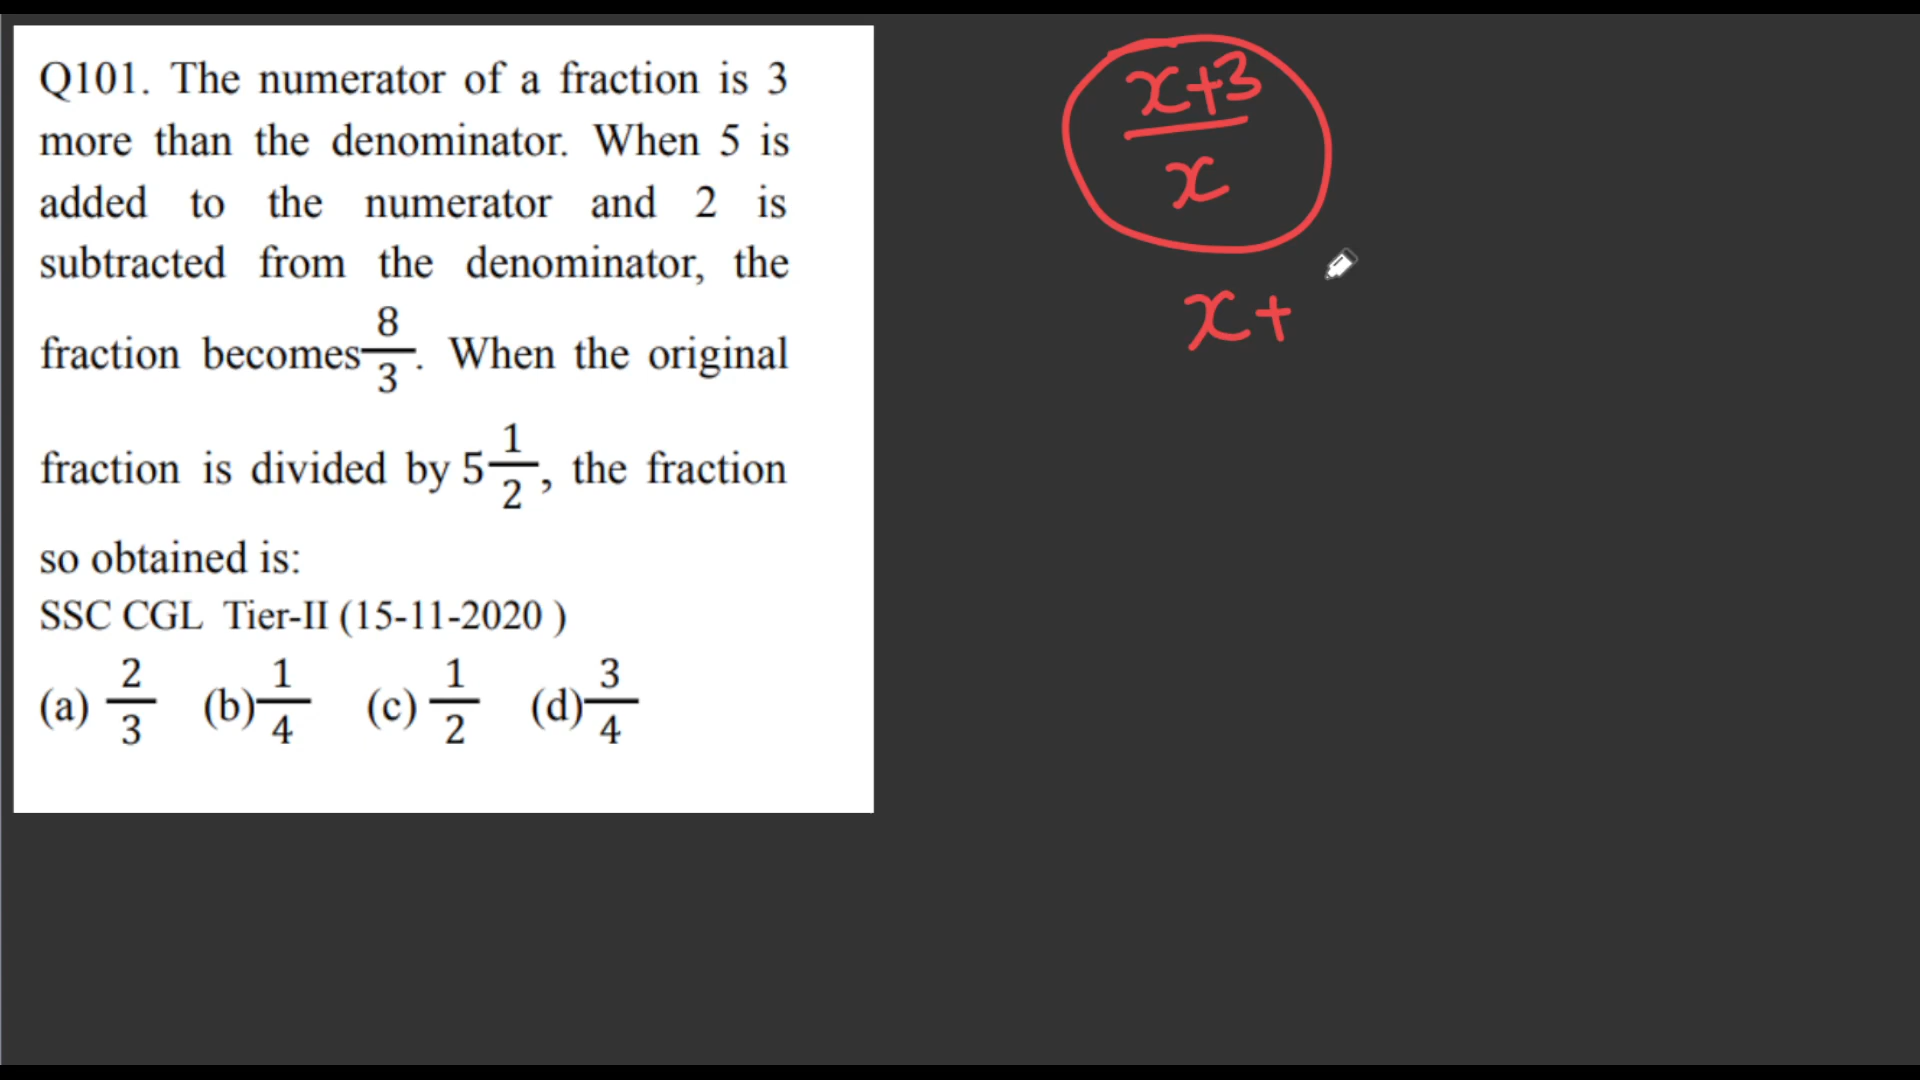 Q101. The numerator of a fraction is 3
more than the denominator. When 5 is
added to the numerator and 2 is
subtracted from the denominator, the
fraction becomes 8/3. When the original
fraction is divided by 5 1/2, the fraction
so obtained is:
SSC CGL Tier-II (15-11-2020 )
(a) 2/3 (b) 1/4 (c) 1/2 (d) 3/4
x+3
x
x+